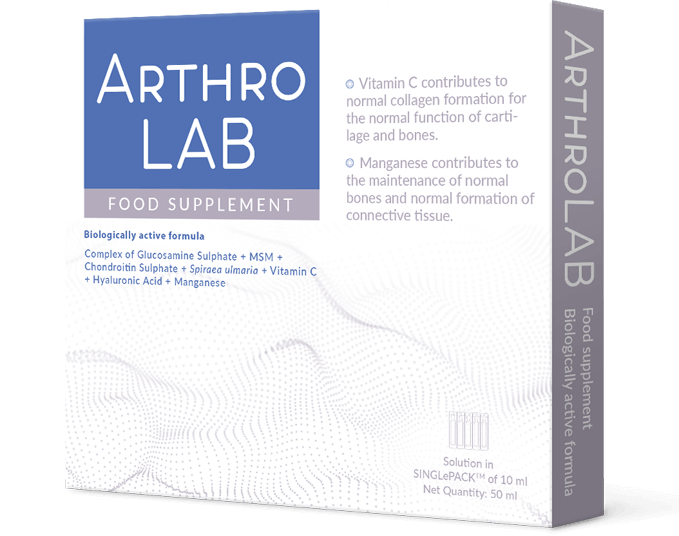 ARTHRO
LAB
FOOD SUPPLEMENT
Biologically active formula
Complex of Glucosamine Sulphate + MSM +
Chondroitin Sulphate + Spiraea ulmaria + Vitamin C
+ Hyaluronic Acid + Manganese
Vitamin C contributes to
normal collagen formation for
the normal function of carti-
lage and bones.
Manganese contributes to
the maintenance of normal
bones and normal formation of
connective tissue.
Solution in
SINGLePACK™ of 10 ml
Net Quantity: 50 ml
ARTHROLAB
Food supplement
Biologically active formula